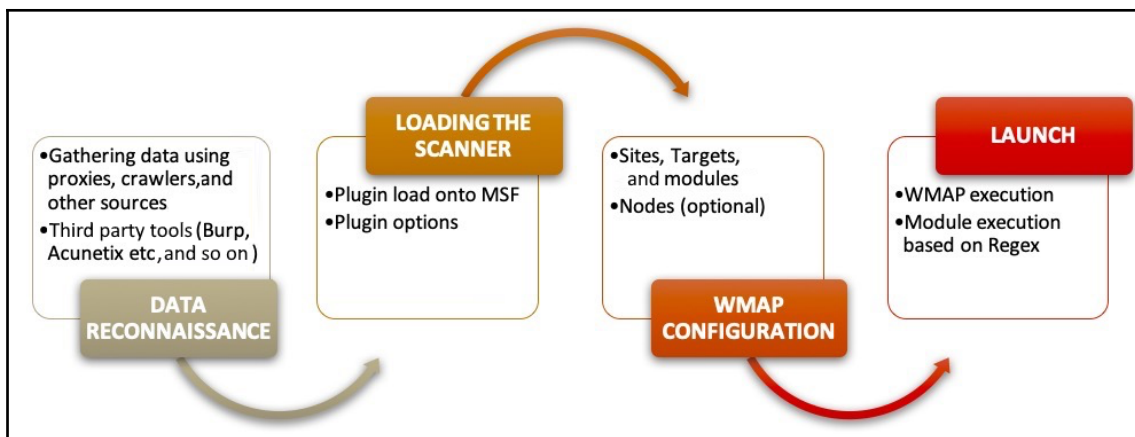 •Gathering data using
proxies, crawlers,and
other sources
•Third party tools (Burp,
Acunetix etc,and so on )
DATA
RECONNAISSANCE
LOADING THE
SCANNER
•Plugin load onto MSF
•Plugin options
•Sites, Targets,
and modules
•Nodes (optional)
WMAP
CONFIGURATION
LAUNCH
•WMAP execution
•Module execution
based on Regex